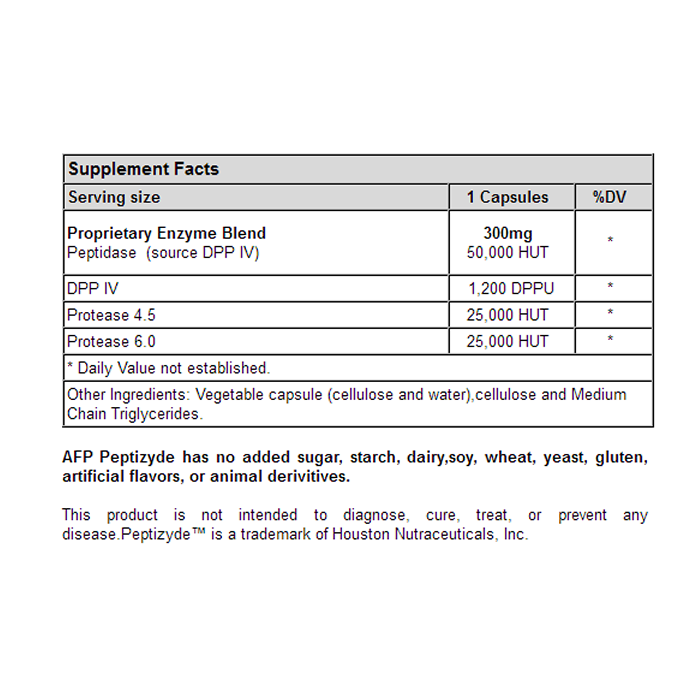 Supplement Facts
Serving size 1 Capsules %DV
Proprietary Enzyme Blend 300mg
Peptidase (source DPP IV) 50,000 HUT *
DPP IV 1,200 DPPU *
Protease 4.5 25,000 HUT *
Protease 6.0 25,000 HUT *
* Daily Value not established.
Other Ingredients: Vegetable capsule (cellulose and water),cellulose and Medium
Chain Triglycerides.
AFP Peptizyde has no added sugar, starch, dairy,soy, wheat, yeast, gluten,
artificial flavors, or animal derivitives.
This product is not intended to diagnose, cure, treat, or prevent any
disease.Peptizyde™ is a trademark of Houston Nutraceuticals, Inc.